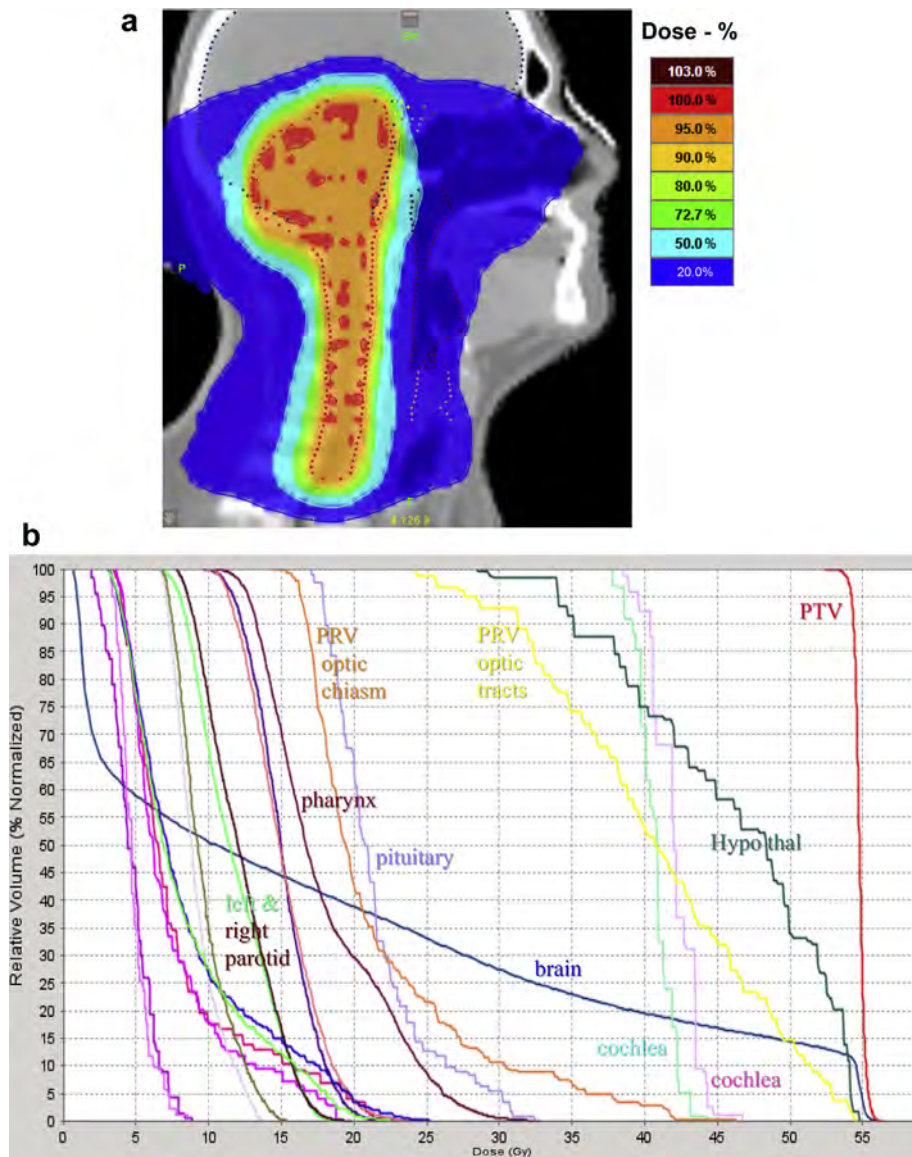 a
Dose - %
103.0 %
100.0 %
95.0 %
90.0 %
80.0 %
72.7 %
50.0 %
20.0%
P
126
b
100
95
90
85
80
75
70
65
60
55
50
45
40
35
30
25
20
15
10
5
0
Relative Volume (% Normalized)
PTV
PRV
optic
chiasm
PRV
optic
tracts
pharynx
pituitary
Hypo thal
left &
right
parotid
brain
cochlea
cochlea
0 5 10 15 20 25 30 35 40 45 50 55
Dose (Gy)